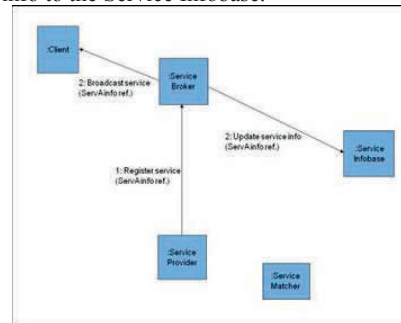 info to the Service Infobase.
:Client
2: Broadcast service
(ServAinfo ref.)
:Service
Broker
2: Update service info
(ServAinfo ref.)
:Service
Infobase
1: Register service
(ServAinfo ref.)
:Service
Provider
:Service
Matcher